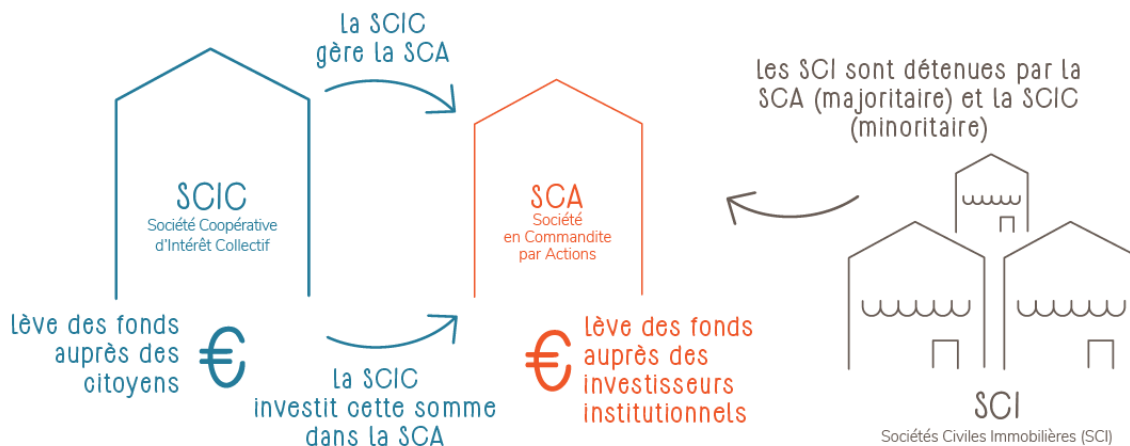 La SCIC
gère la SCA
SCIC
Société Coopérative
d'Intérêt Collectif
Lève des fonds
auprès des
citoyens
€
La SCIC
investit cette somme
dans la SCA
SCA
Société
en Commandite
par Actions
€
Lève des fonds
auprès des
investisseurs
institutionnels
Les SCI sont détenues par la
SCA (majoritaire) et la SCIC
(minoritaire)
SCI
Sociétés Civiles Immobilières (SCI)